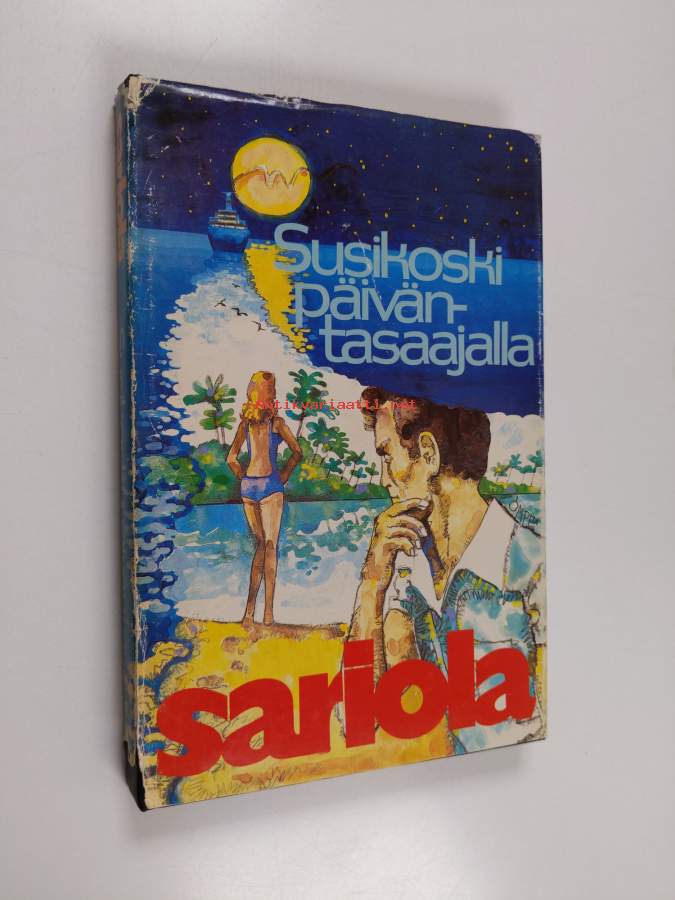 Susikoski
päivän-
tasaajalla
antikvariaatti.net
sariola